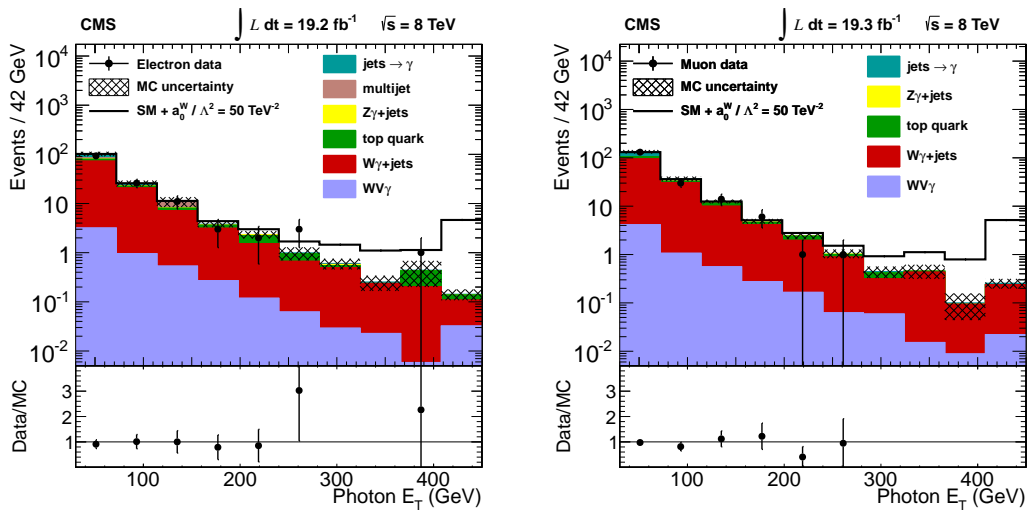 CMS
∫ L dt = 19.2 fb⁻¹ √s = 8 TeV
Events / 42 GeV
10⁴
10³
10²
10
1
10⁻¹
10⁻²
Electron data
MC uncertainty
SM + a₀ᵂ / Λ² = 50 TeV⁻²
jets → γ
multijet
Zγ+jets
top quark
Wγ+jets
WVγ
Data/MC
3
2
1
100
200
300
400
Photon E_T (GeV)
CMS
∫ L dt = 19.3 fb⁻¹ √s = 8 TeV
Events / 42 GeV
10⁴
10³
10²
10
1
10⁻¹
10⁻²
Muon data
MC uncertainty
SM + a₀ᵂ / Λ² = 50 TeV⁻²
jets → γ
Zγ+jets
top quark
Wγ+jets
WVγ
Data/MC
3
2
1
100
200
300
400
Photon E_T (GeV)